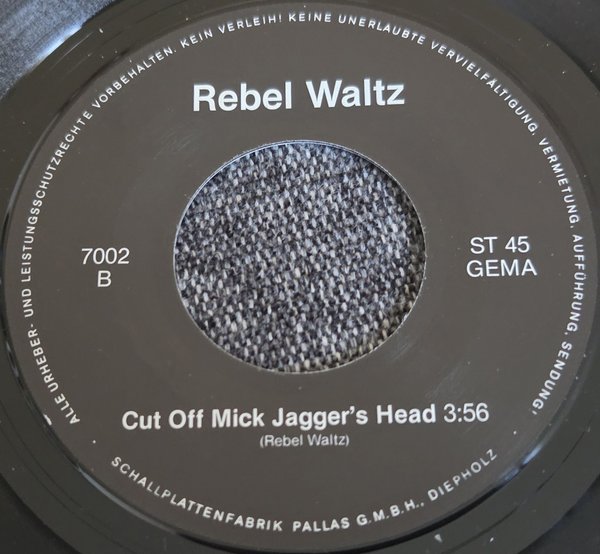 ALLE URHEBER- UND LEISTUNGSSCHUTZRECHTE VORBEHALTEN. KEIN VERLEIH! KEINE UNERLAUBTE VERVIELFÄLTIGUNG, VERMIETUNG, AUFFÜHRUNG, SENDUNG!
Rebel Waltz
7002
B
ST 45
GEMA
Cut Off Mick Jagger's Head 3:56
(Rebel Waltz)
SCHALLPLATTENFABRIK PALLAS G.M.B.H., DIEPHOLZ